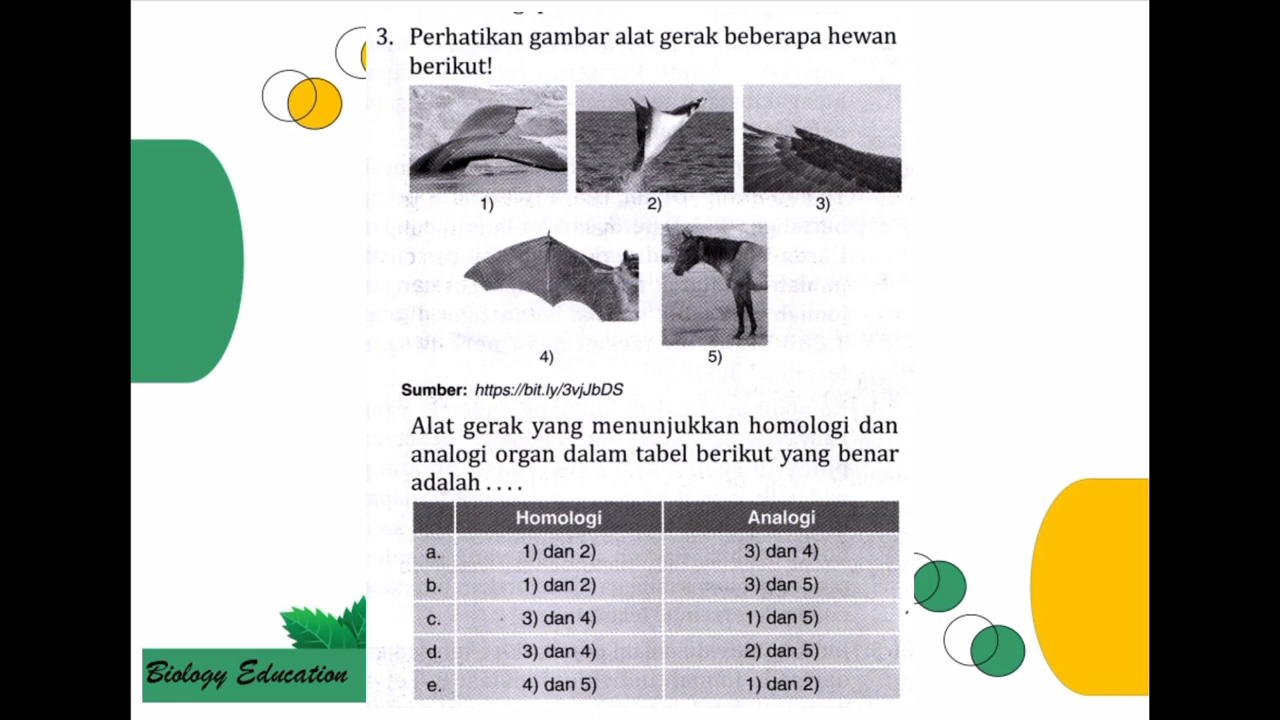 3. Perhatikan gambar alat gerak beberapa hewan
berikut!
1)
2)
3)
4)
5)
Sumber: https://bit.ly/3vjJbDS
Alat gerak yang menunjukkan homologi dan
analogi organ dalam tabel berikut yang benar
adalah . . . .
Homologi Analogi
a. 1) dan 2) 3) dan 4)
b. 1) dan 2) 3) dan 5)
c. 3) dan 4) 1) dan 5)
d. 3) dan 4) 2) dan 5)
e. 4) dan 5) 1) dan 2)
Biology Education